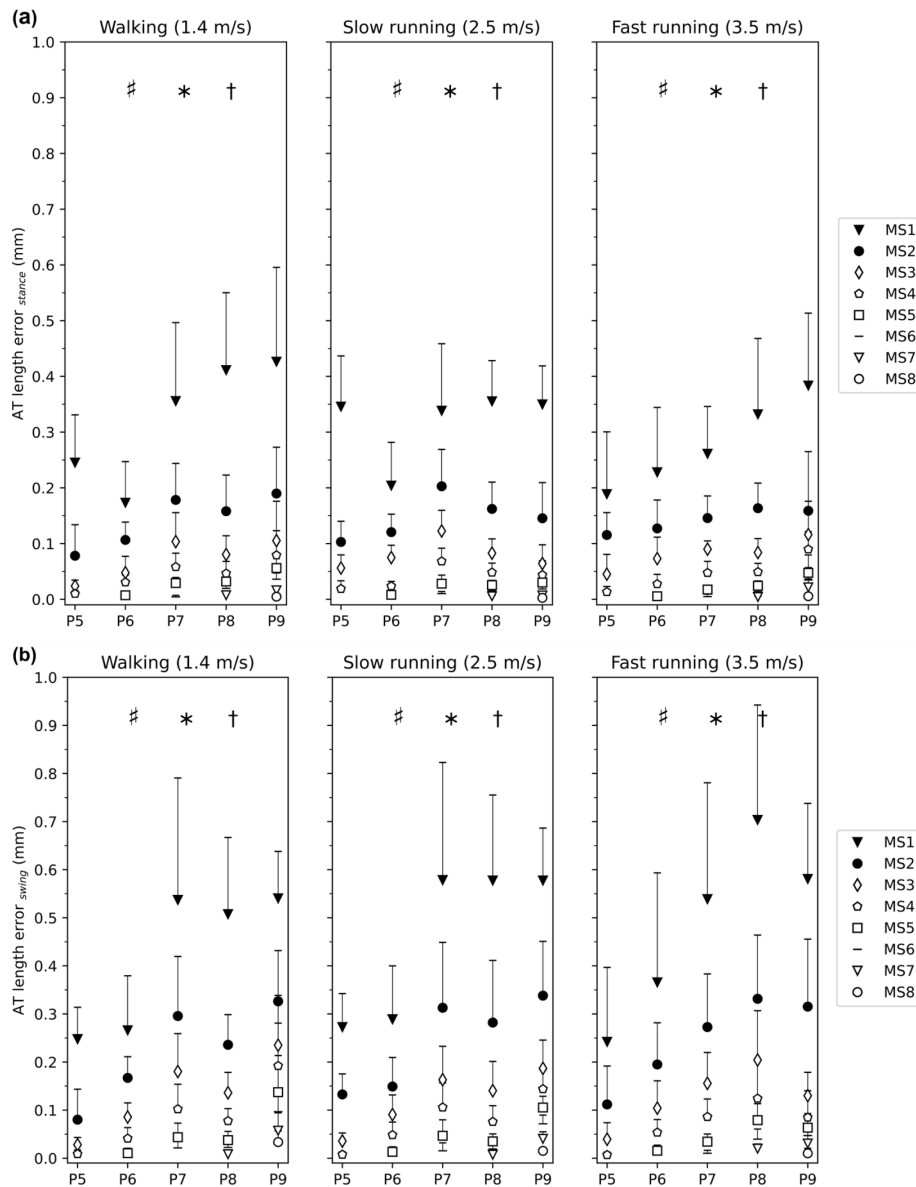 (a)
Walking (1.4 m/s) Slow running (2.5 m/s) Fast running (3.5 m/s)
1.0
♯ * † ♯ * † ♯ * †
0.9
0.8
0.7
0.6
0.5
0.4
0.3
0.2
0.1
0.0
AT length error stance (mm)
P5 P6 P7 P8 P9 P5 P6 P7 P8 P9 P5 P6 P7 P8 P9
MS1
MS2
MS3
MS4
MS5
MS6
MS7
MS8
(b)
Walking (1.4 m/s) Slow running (2.5 m/s) Fast running (3.5 m/s)
1.0
♯ * † ♯ * † ♯ * †
0.9
0.8
0.7
0.6
0.5
0.4
0.3
0.2
0.1
0.0
AT length error swing (mm)
P5 P6 P7 P8 P9 P5 P6 P7 P8 P9 P5 P6 P7 P8 P9
MS1
MS2
MS3
MS4
MS5
MS6
MS7
MS8